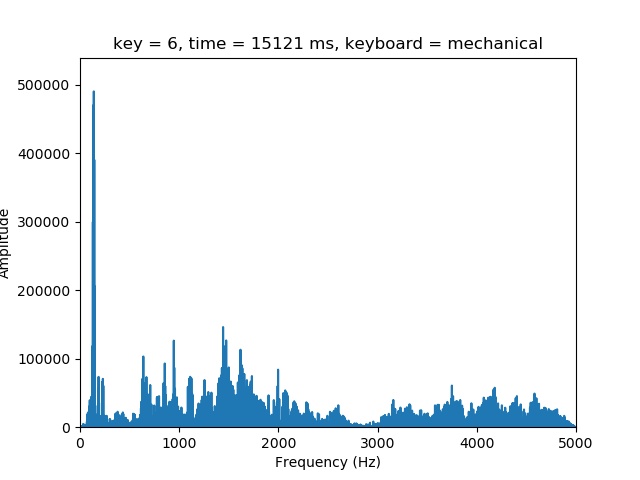 key = 6, time = 15121 ms, keyboard = mechanical
500000
400000
300000
200000
100000
0
Amplitude
0 1000 2000 3000 4000 5000
Frequency (Hz)